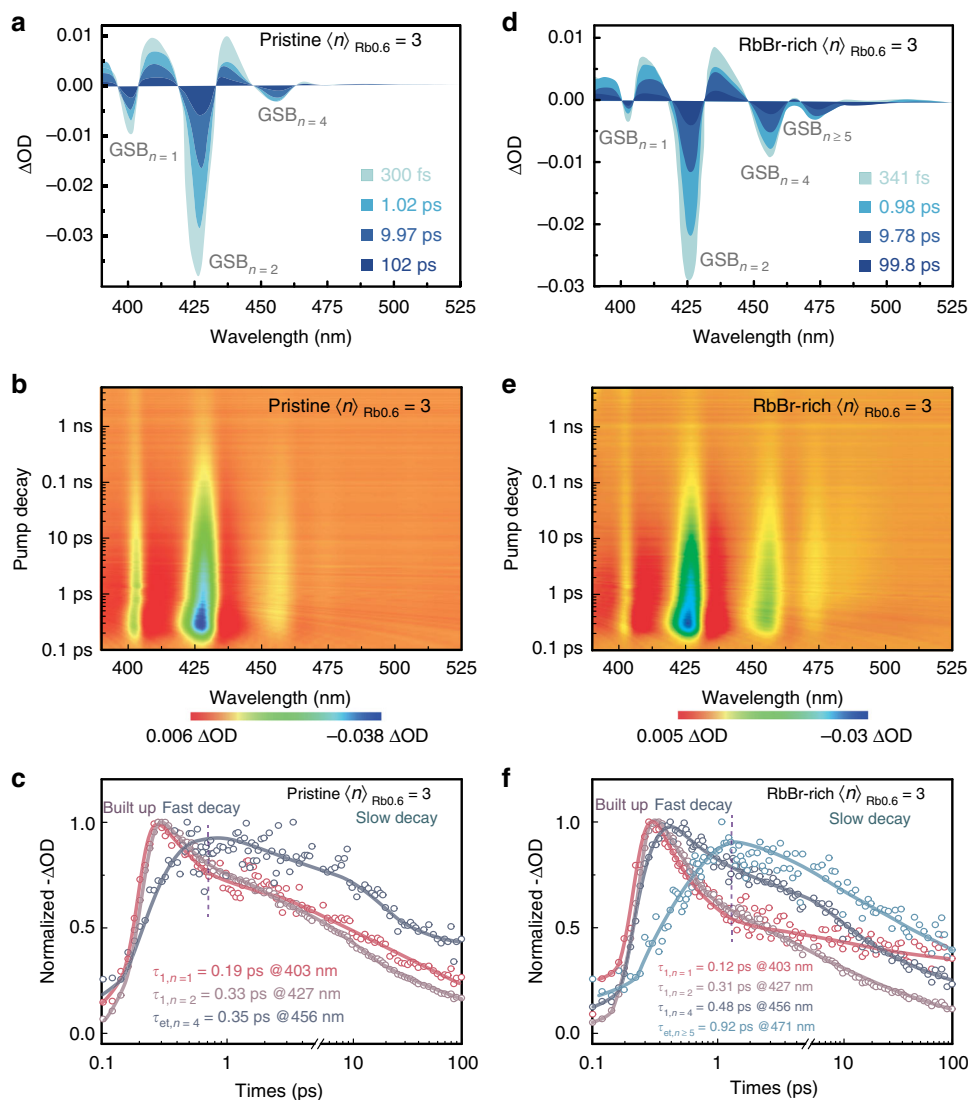 a
Pristine ⟨n⟩ Rb0.6 = 3
0.01
0.00
−0.01
−0.02
−0.03
ΔOD
GSBn = 1
GSBn = 2
GSBn = 4
300 fs
1.02 ps
9.97 ps
102 ps
400 425 450 475 500 525
Wavelength (nm)
d
RbBr-rich ⟨n⟩ Rb0.6 = 3
0.01
0.00
−0.01
−0.02
−0.03
ΔOD
GSBn = 1
GSBn = 2
GSBn = 4
GSBn ≥ 5
341 fs
0.98 ps
9.78 ps
99.8 ps
400 425 450 475 500 525
Wavelength (nm)
b
Pristine ⟨n⟩ Rb0.6 = 3
1 ns
0.1 ns
10 ps
1 ps
0.1 ps
Pump decay
400 425 450 475 500 525
Wavelength (nm)
0.006 ΔOD −0.038 ΔOD
e
RbBr-rich ⟨n⟩ Rb0.6 = 3
1 ns
0.1 ns
10 ps
1 ps
0.1 ps
Pump decay
400 425 450 475 500 525
Wavelength (nm)
0.005 ΔOD −0.03 ΔOD
c
Pristine ⟨n⟩ Rb0.6 = 3
Built up Fast decay
Slow decay
1.0
0.5
0.0
Normalized -ΔOD
τ1,n=1 = 0.19 ps @403 nm
τ1,n=2 = 0.33 ps @427 nm
τet,n=4 = 0.35 ps @456 nm
0.1 1 10 100
Times (ps)
f
RbBr-rich ⟨n⟩ Rb0.6 = 3
Built up Fast decay
Slow decay
1.0
0.5
0.0
Normalized -ΔOD
τ1,n=1 = 0.12 ps @403 nm
τ1,n=2 = 0.31 ps @427 nm
τ1,n=4 = 0.48 ps @456 nm
τet,n≥5 = 0.92 ps @471 nm
0.1 1 10 100
Times (ps)